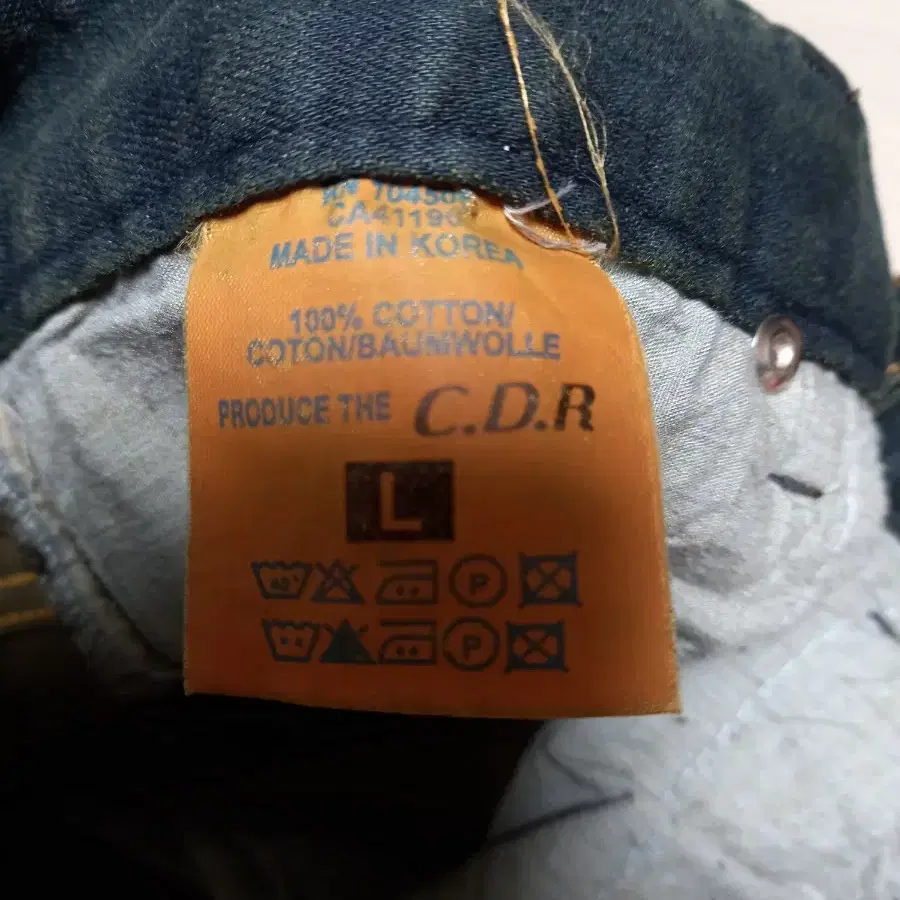 MADE IN KOREA
100% COTTON/
COTON/BAUMWOLLE
PRODUCE THE C.D.R
L
P
P